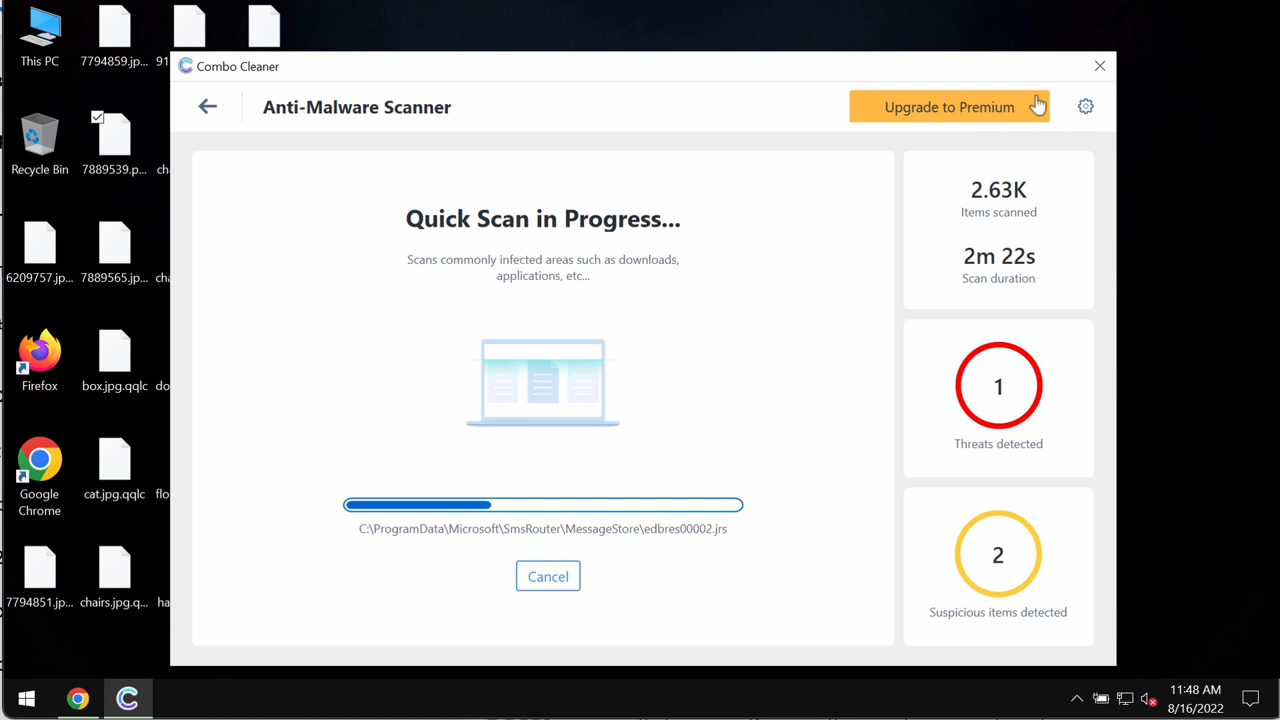 This PC
7794859.jp...
91
Recycle Bin
7889539.p...
cha
6209757.jp...
7889565.jp...
cha
Firefox
box.jpg.qqlc
do
Google
Chrome
cat.jpg.qqlc
flo
7794851.jp...
chairs.jpg.q...
ha
Combo Cleaner
Anti-Malware Scanner
Upgrade to Premium
Quick Scan in Progress...
Scans commonly infected areas such as downloads,
applications, etc...
C:\ProgramData\Microsoft\SmsRouter\MessageStore\edbres00002.jrs
Cancel
2.63K
Items scanned
2m 22s
Scan duration
1
Threats detected
2
Suspicious items detected
11:48 AM
8/16/2022